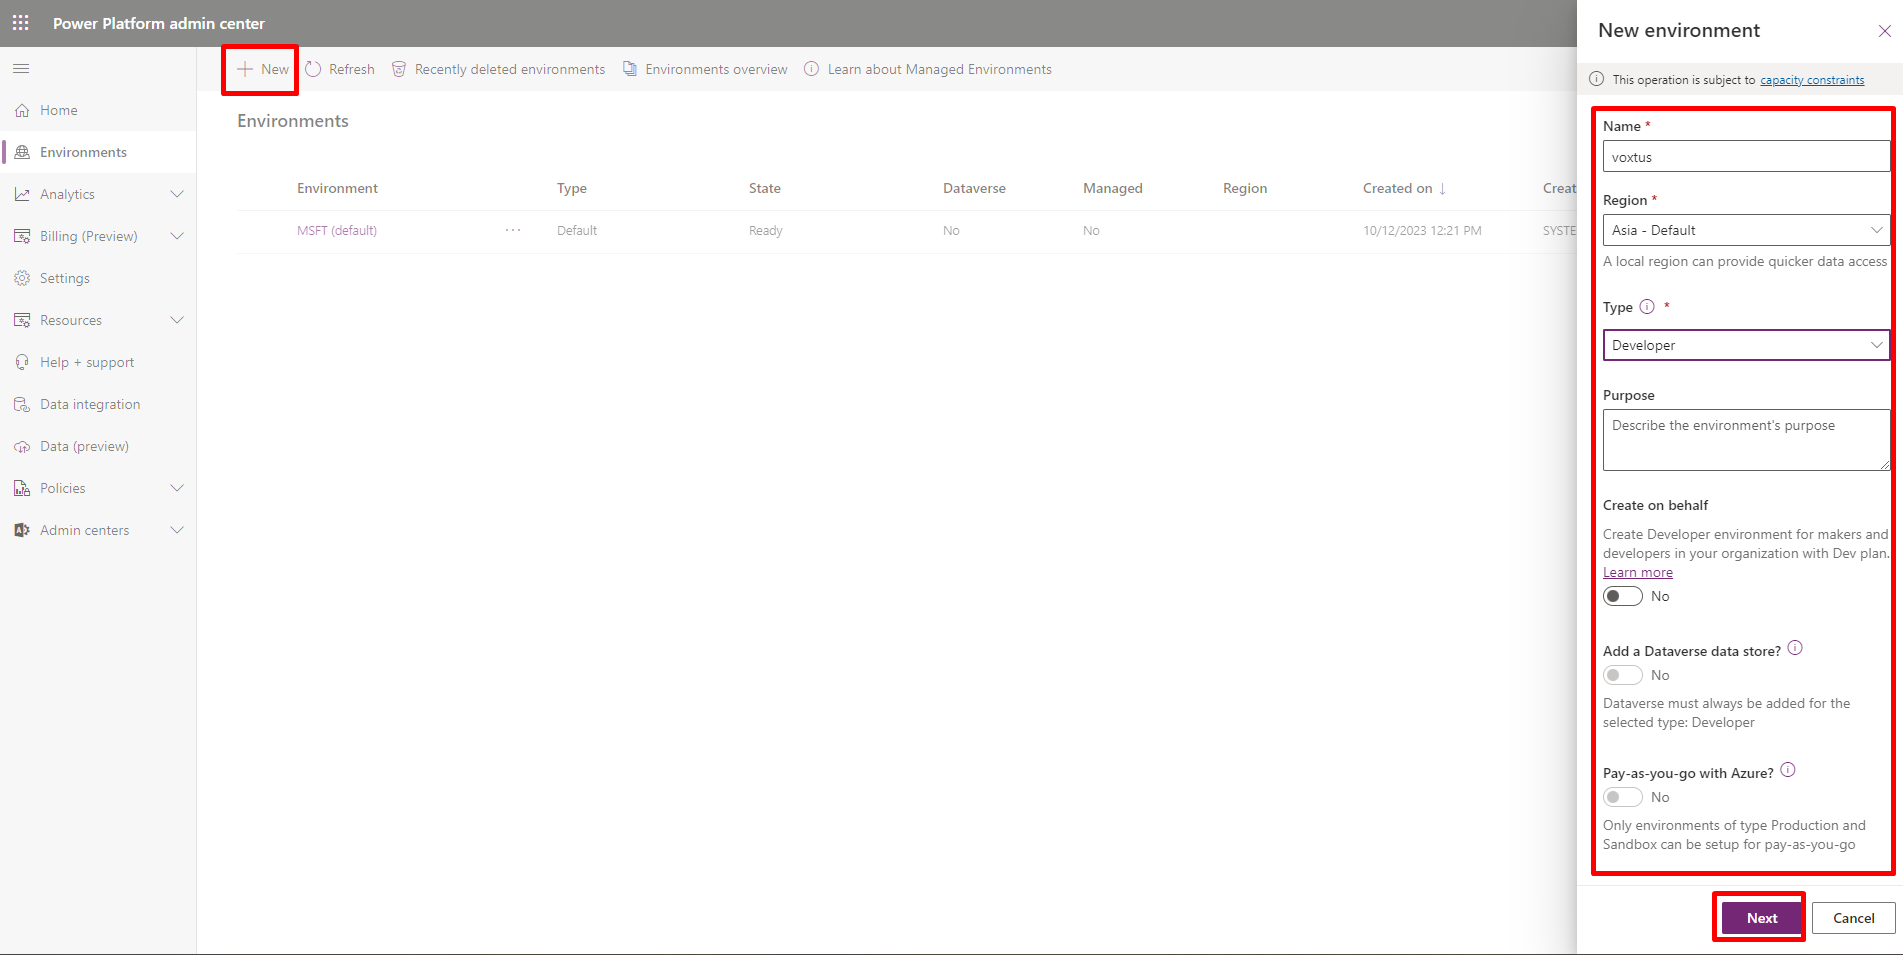 Power Platform admin center
New
Refresh
Recently deleted environments
Environments overview
Learn about Managed Environments
Home
Environments
Analytics
Billing (Preview)
Settings
Resources
Help + support
Data integration
Data (preview)
Policies
Admin centers
Environments
Environment Type State Dataverse Managed Region Created on ↓ Creat
MSFT (default) ··· Default Ready No No 10/12/2023 12:21 PM SYSTE
New environment
This operation is subject to capacity constraints
Name *
voxtus
Region *
Asia - Default
A local region can provide quicker data access
Type *
Developer
Purpose
Describe the environment's purpose
Create on behalf
Create Developer environment for makers and
developers in your organization with Dev plan.
Learn more
No
Add a Dataverse data store?
No
Dataverse must always be added for the
selected type: Developer
Pay-as-you-go with Azure?
No
Only environments of type Production and
Sandbox can be setup for pay-as-you-go
Next
Cancel